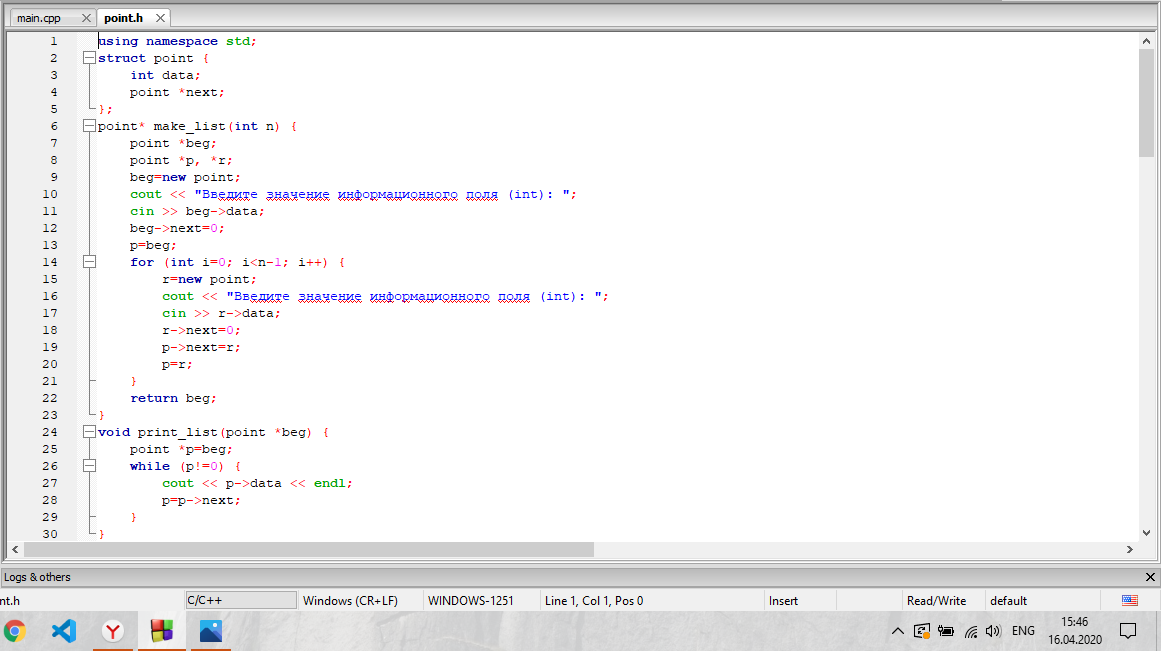 main.cpp point.h
1 using namespace std;
2 struct point {
3 int data;
4 point *next;
5 };
6 point* make_list(int n) {
7 point *beg;
8 point *p, *r;
9 beg=new point;
10 cout << "Введите значение информационного поля (int): ";
11 cin >> beg->data;
12 beg->next=0;
13 p=beg;
14 for (int i=0; i<n-1; i++) {
15 r=new point;
16 cout << "Введите значение информационного поля (int): ";
17 cin >> r->data;
18 r->next=0;
19 p->next=r;
20 p=r;
21 }
22 return beg;
23 }
24 void print_list(point *beg) {
25 point *p=beg;
26 while (p!=0) {
27 cout << p->data << endl;
28 p=p->next;
29 }
30 }
Logs & others
nt.h C/C++ Windows (CR+LF) WINDOWS-1251 Line 1, Col 1, Pos 0 Insert Read/Write default
ENG 15:46
16.04.2020